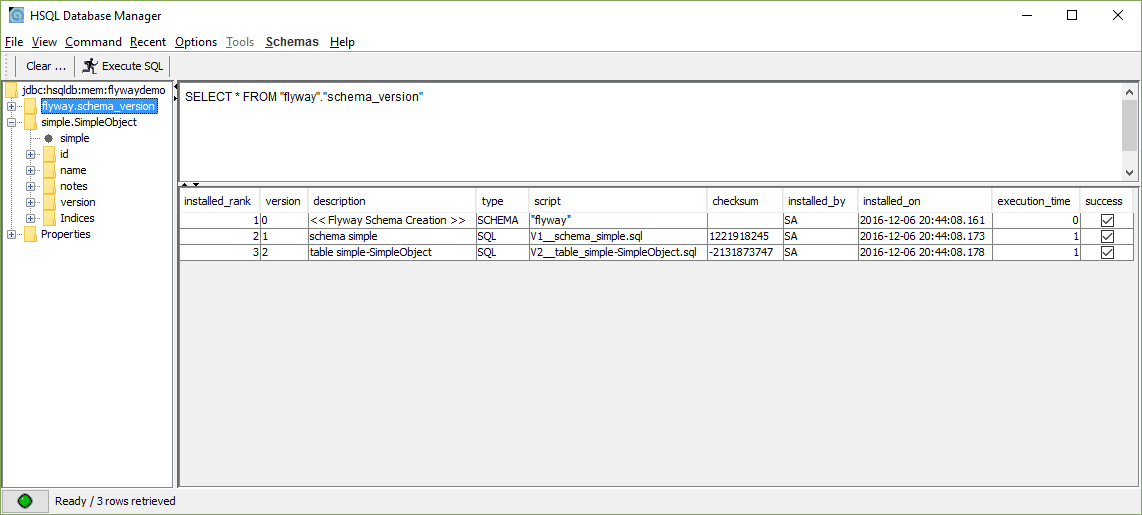 HSQL Database Manager
File View Command Recent Options Tools Schemas Help
Clear ... Execute SQL
jdbc:hsqldb:mem:flywaydemo
flyway.schema_version
simple.SimpleObject
simple
id
name
notes
version
Indices
Properties
SELECT * FROM "flyway"."schema_version"
installed_rank version description type script checksum installed_by installed_on execution_time success
1 0 << Flyway Schema Creation >> SCHEMA "flyway" SA 2016-12-06 20:44:08.161 0
2 1 schema simple SQL V1__schema_simple.sql 1221918245 SA 2016-12-06 20:44:08.173 1
3 2 table simple-SimpleObject SQL V2__table_simple-SimpleObject.sql -2131873747 SA 2016-12-06 20:44:08.178 1
Ready / 3 rows retrieved